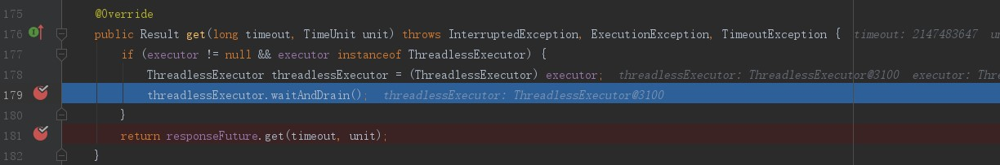 175 @Override
176 public Result get(long timeout, TimeUnit unit) throws InterruptedException, ExecutionException, TimeoutException { timeout: 2147483647
177 if (executor != null && executor instanceof ThreadlessExecutor) {
178 ThreadlessExecutor threadlessExecutor = (ThreadlessExecutor) executor; threadlessExecutor: ThreadlessExecutor@3100 executor: Thre
179 threadlessExecutor.waitAndDrain(); threadlessExecutor: ThreadlessExecutor@3100
180 }
181 return responseFuture.get(timeout, unit);
182 }